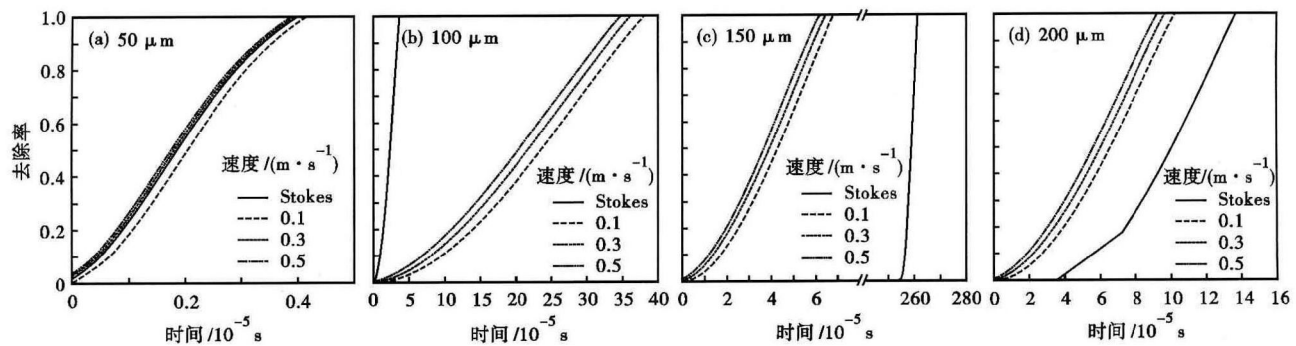 去除率
1.0
0.8
0.6
0.4
0.2
0
(a) 50 μm
速度 /(m·s⁻¹)
Stokes
0.1
0.3
0.5
0 0.2 0.4
时间 /10⁻⁵ s
(b) 100 μm
速度 /(m·s⁻¹)
Stokes
0.1
0.3
0.5
0 5 10 15 20 25 30 35 40
时间 /10⁻⁵ s
(c) 150 μm
速度 /(m·s⁻¹)
Stokes
0.1
0.3
0.5
0 2 4 6 260 280
时间 /10⁻⁵ s
(d) 200 μm
速度/(m·s⁻¹)
Stokes
0.1
0.3
0.5
0 2 4 6 8 10 12 14 16
时间 /10⁻⁵ s